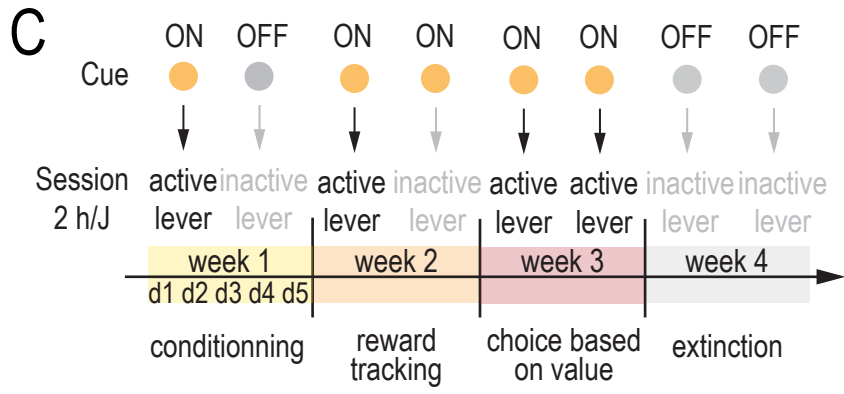 C
ON OFF ON ON ON ON OFF OFF
Cue
Session active inactive active inactive active active inactive inactive
2 h/J lever lever lever lever lever lever lever lever
week 1 week 2 week 3 week 4
d1 d2 d3 d4 d5
conditionning reward choice based extinction
tracking on value